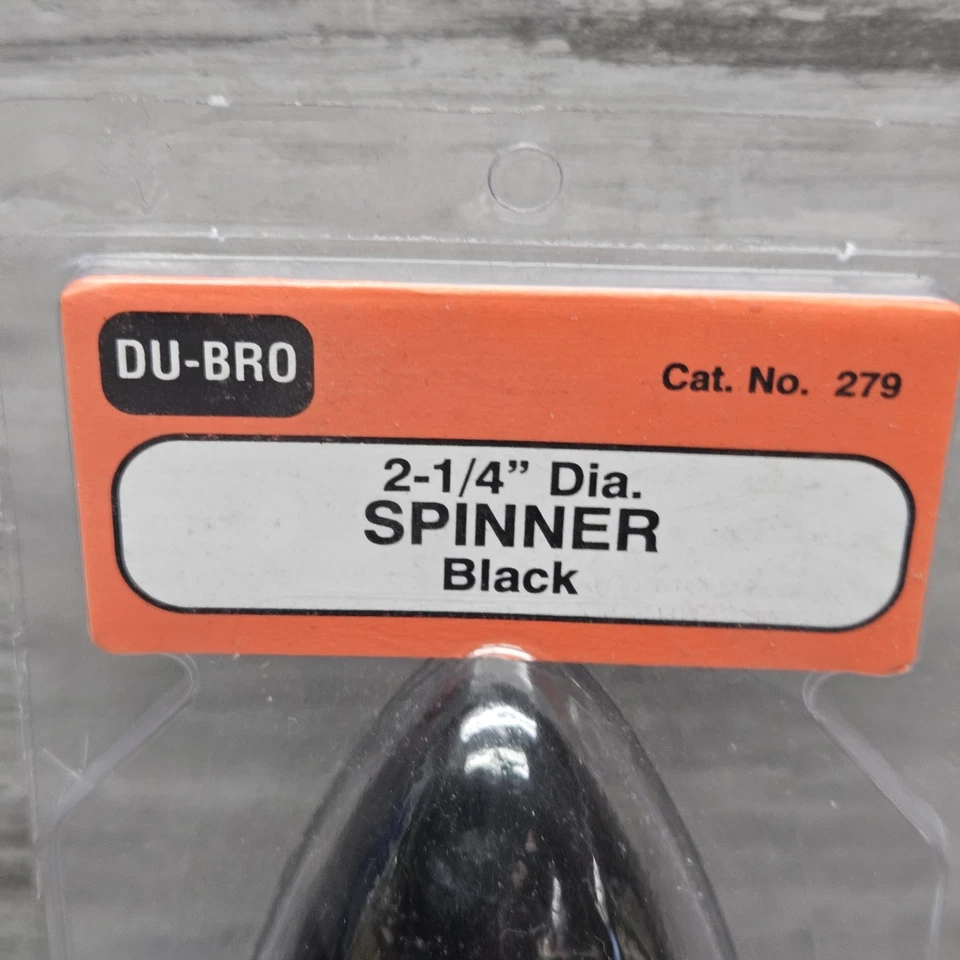 DU-BRO
Cat. No. 279
2-1/4” Dia.
SPINNER
Black